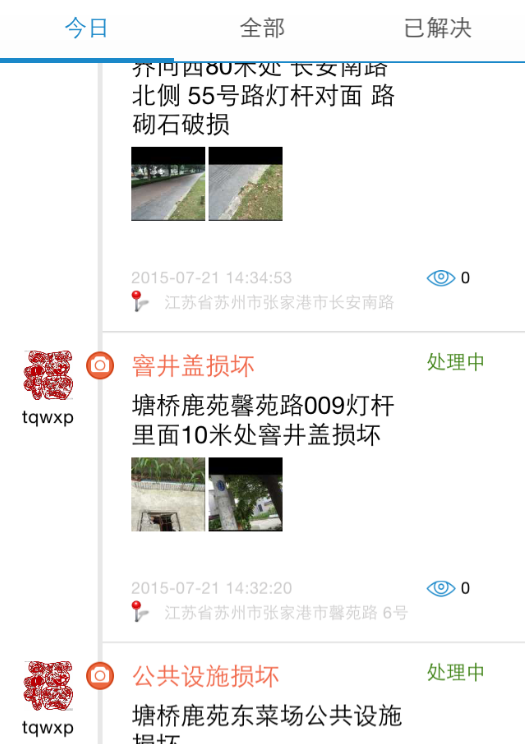 今日 全部 已解决
界向西80米处 长安南路
北侧 55号路灯杆对面 路
砌石破损
2015-07-21 14:34:53 0
江苏省苏州市张家港市长安南路
窨井盖损坏 处理中
tqwxp
塘桥鹿苑馨苑路009灯杆
里面10米处窨井盖损坏
2015-07-21 14:32:20 0
江苏省苏州市张家港市馨苑路 6号
公共设施损坏 处理中
tqwxp
塘桥鹿苑东菜场公共设施
损坏